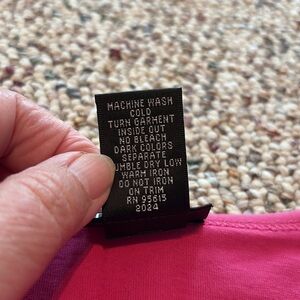 MACHINE WASH
COLD
TURN GARMENT
INSIDE OUT
NO BLEACH
DARK COLORS
SEPARATE
UMBLE DRY LOW
WARM IRON
DO NOT IRON
ON TRIM
RN 95615
2024